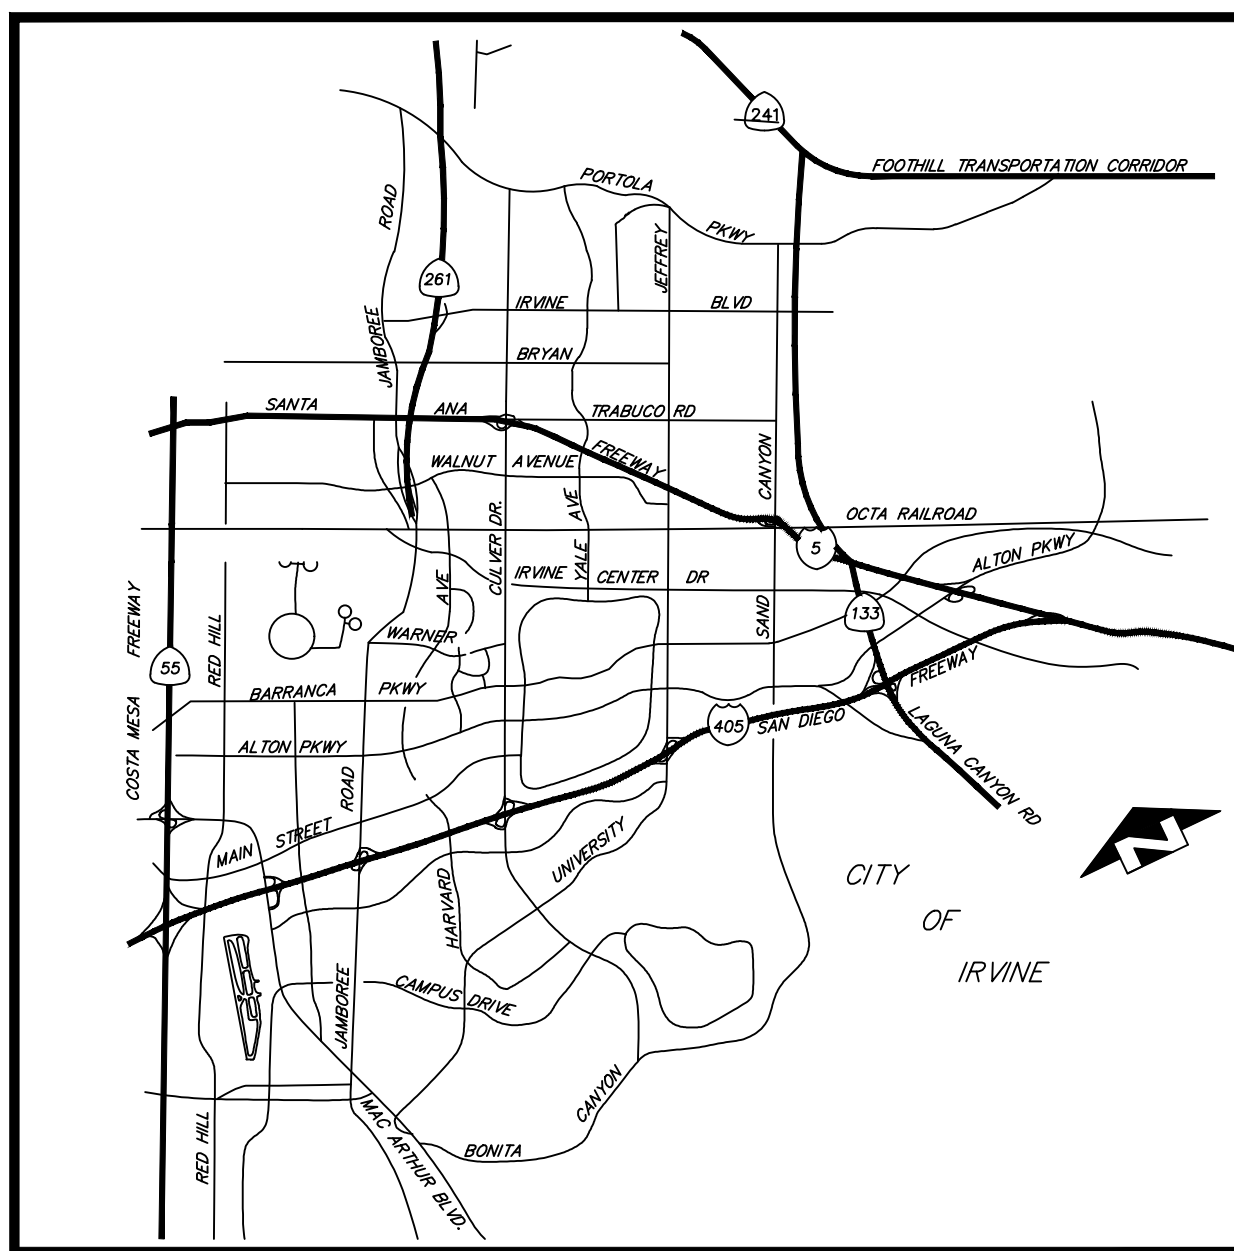 241
FOOTHILL TRANSPORTATION CORRIDOR
PORTOLA
PKWY
ROAD
JEFFREY
261
IRVINE
BLVD
JAMBOREE
BRYAN
SANTA
ANA
TRABUCO RD
FREEWAY
WALNUT AVENUE
CANYON
YALE AVE
CULVER DR.
OCTA RAILROAD
5
ALTON PKWY
IRVINE
CENTER
DR
AVE
SAND
133
COSTA MESA FREEWAY
RED HILL
WARNER
55
BARRANCA
PKWY
FREEWAY
405
SAN DIEGO
LAGUNA CANYON RD
ALTON PKWY
ROAD
MAIN
STREET
UNIVERSITY
HARVARD
N
CITY
OF
IRVINE
JAMBOREE
CAMPUS DRIVE
CANYON
RED HILL
MAC ARTHUR BLVD.
BONITA